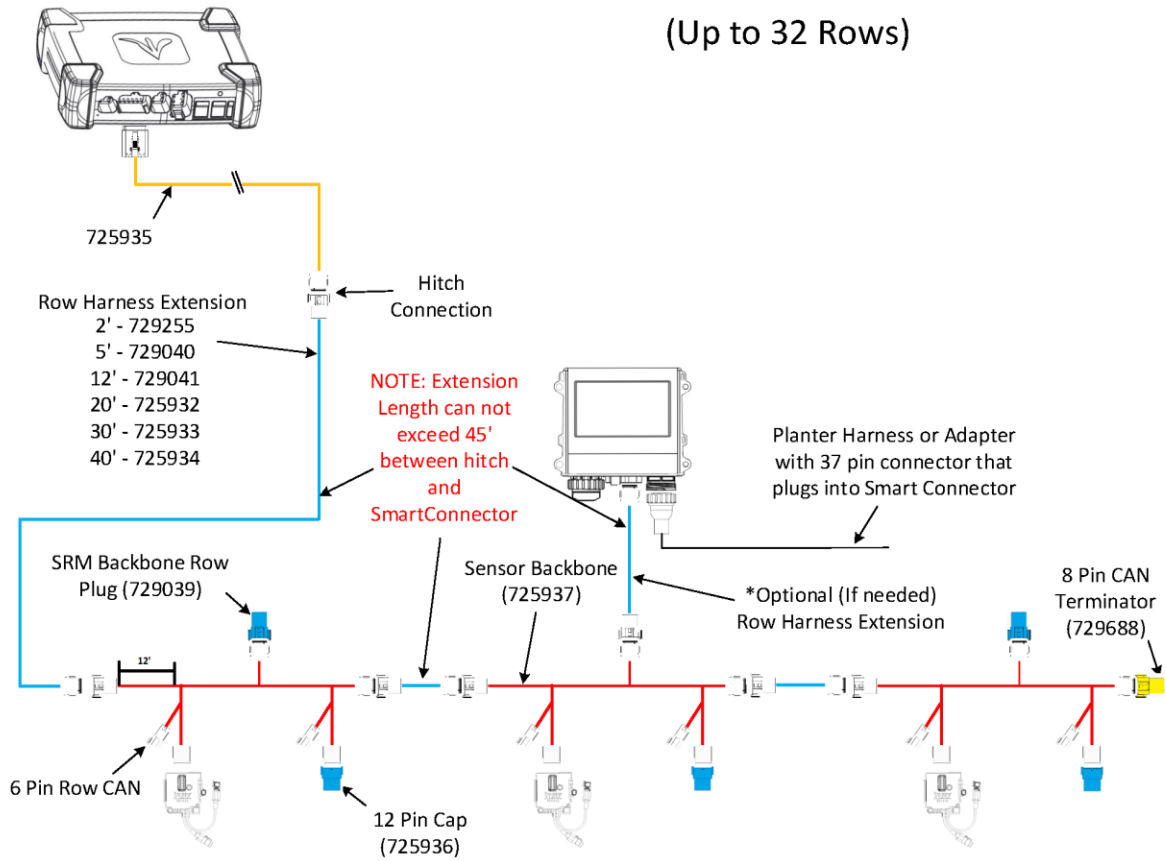 (Up to 32 Rows)
725935
Hitch
Connection
Row Harness Extension
2' - 729255
5' - 729040
12' - 729041
20' - 725932
30' - 725933
40' - 725934
NOTE: Extension
Length can not
exceed 45'
between hitch
and
SmartConnector
Planter Harness or Adapter
with 37 pin connector that
plugs into Smart Connector
SRM Backbone Row
Plug (729039)
Sensor Backbone
(725937)
*Optional (If needed)
Row Harness Extension
8 Pin CAN
Terminator
(729688)
12'
6 Pin Row CAN
12 Pin Cap
(725936)